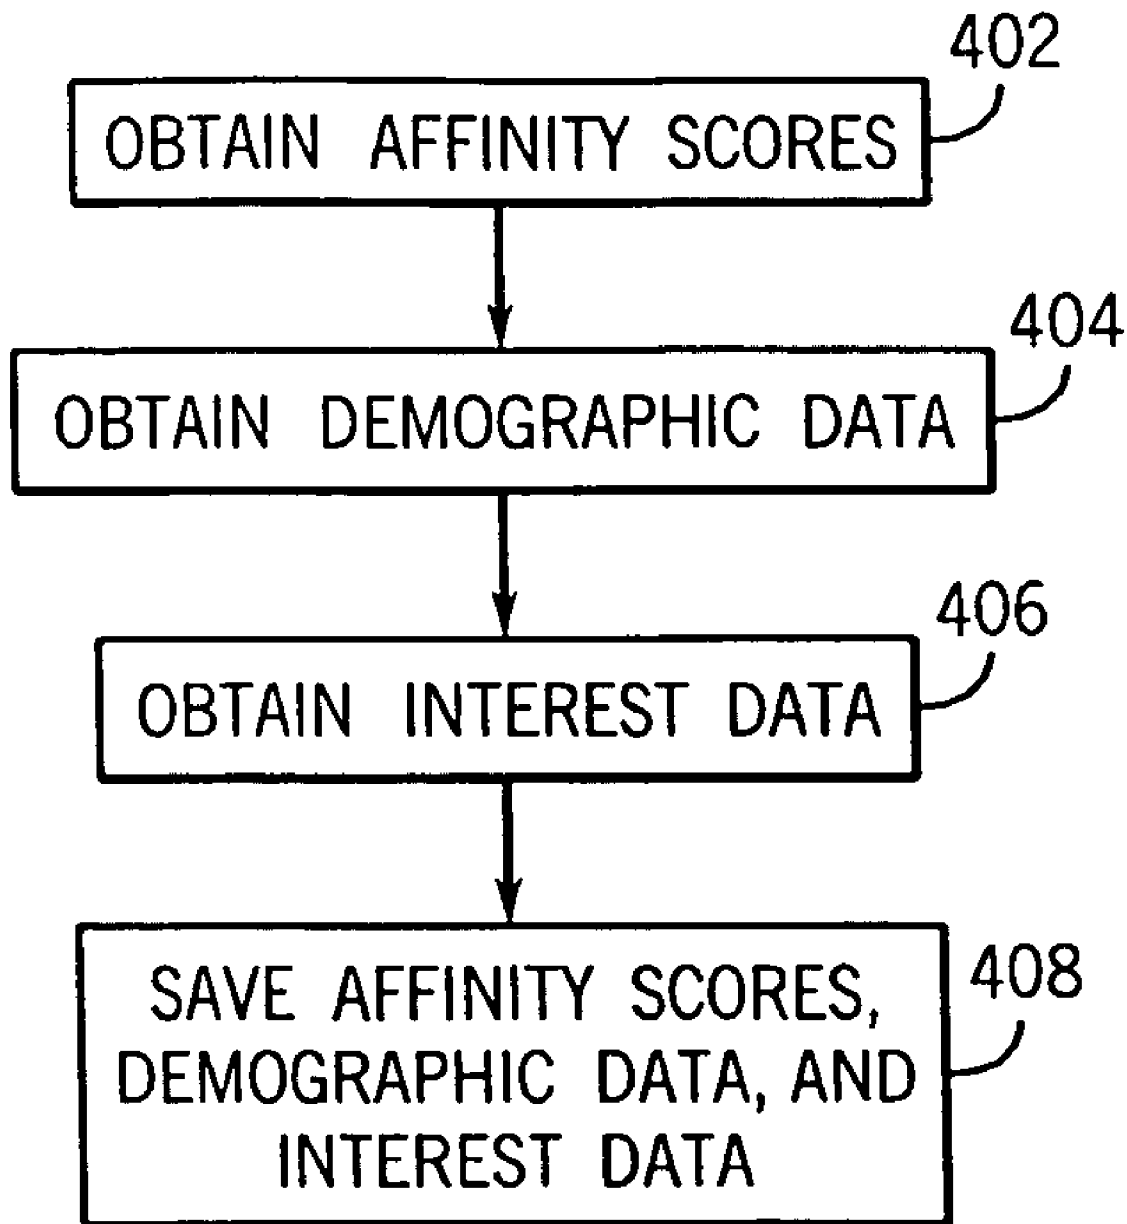 402
OBTAIN AFFINITY SCORES
404
OBTAIN DEMOGRAPHIC DATA
406
OBTAIN INTEREST DATA
408
SAVE AFFINITY SCORES,
DEMOGRAPHIC DATA, AND
INTEREST DATA